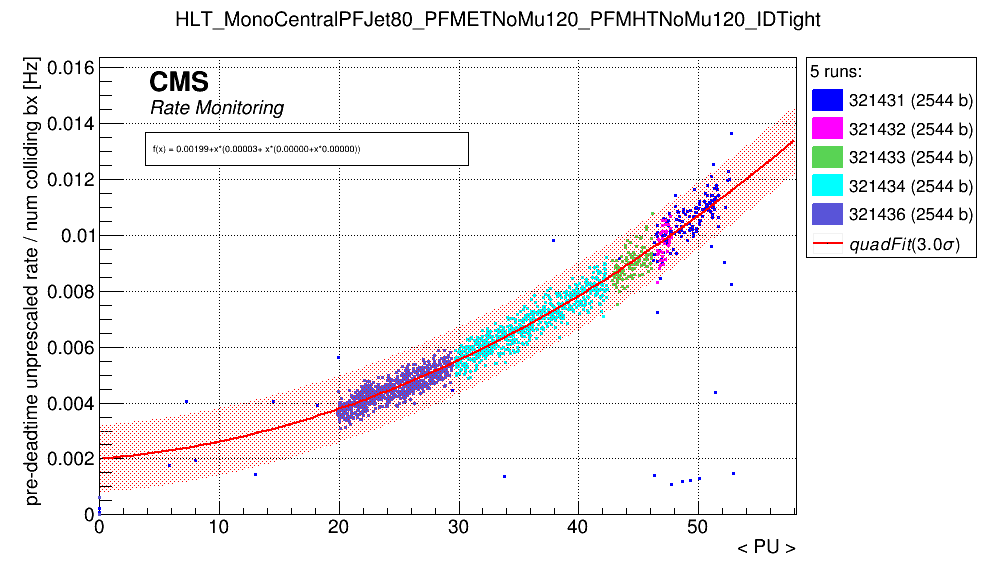 HLT_MonoCentralPFJet80_PFMETNoMu120_PFMHTNoMu120_IDTight
pre-deadtime unprescaled rate / num colliding bx [Hz]
0.016
0.014
0.012
0.01
0.008
0.006
0.004
0.002
0
CMS
Rate Monitoring
f(x) = 0.00199+x*(0.00003+ x*(0.00000+x*0.00000))
0 10 20 30 40 50
< PU >
5 runs:
321431 (2544 b)
321432 (2544 b)
321433 (2544 b)
321434 (2544 b)
321436 (2544 b)
quadFit(3.0σ)